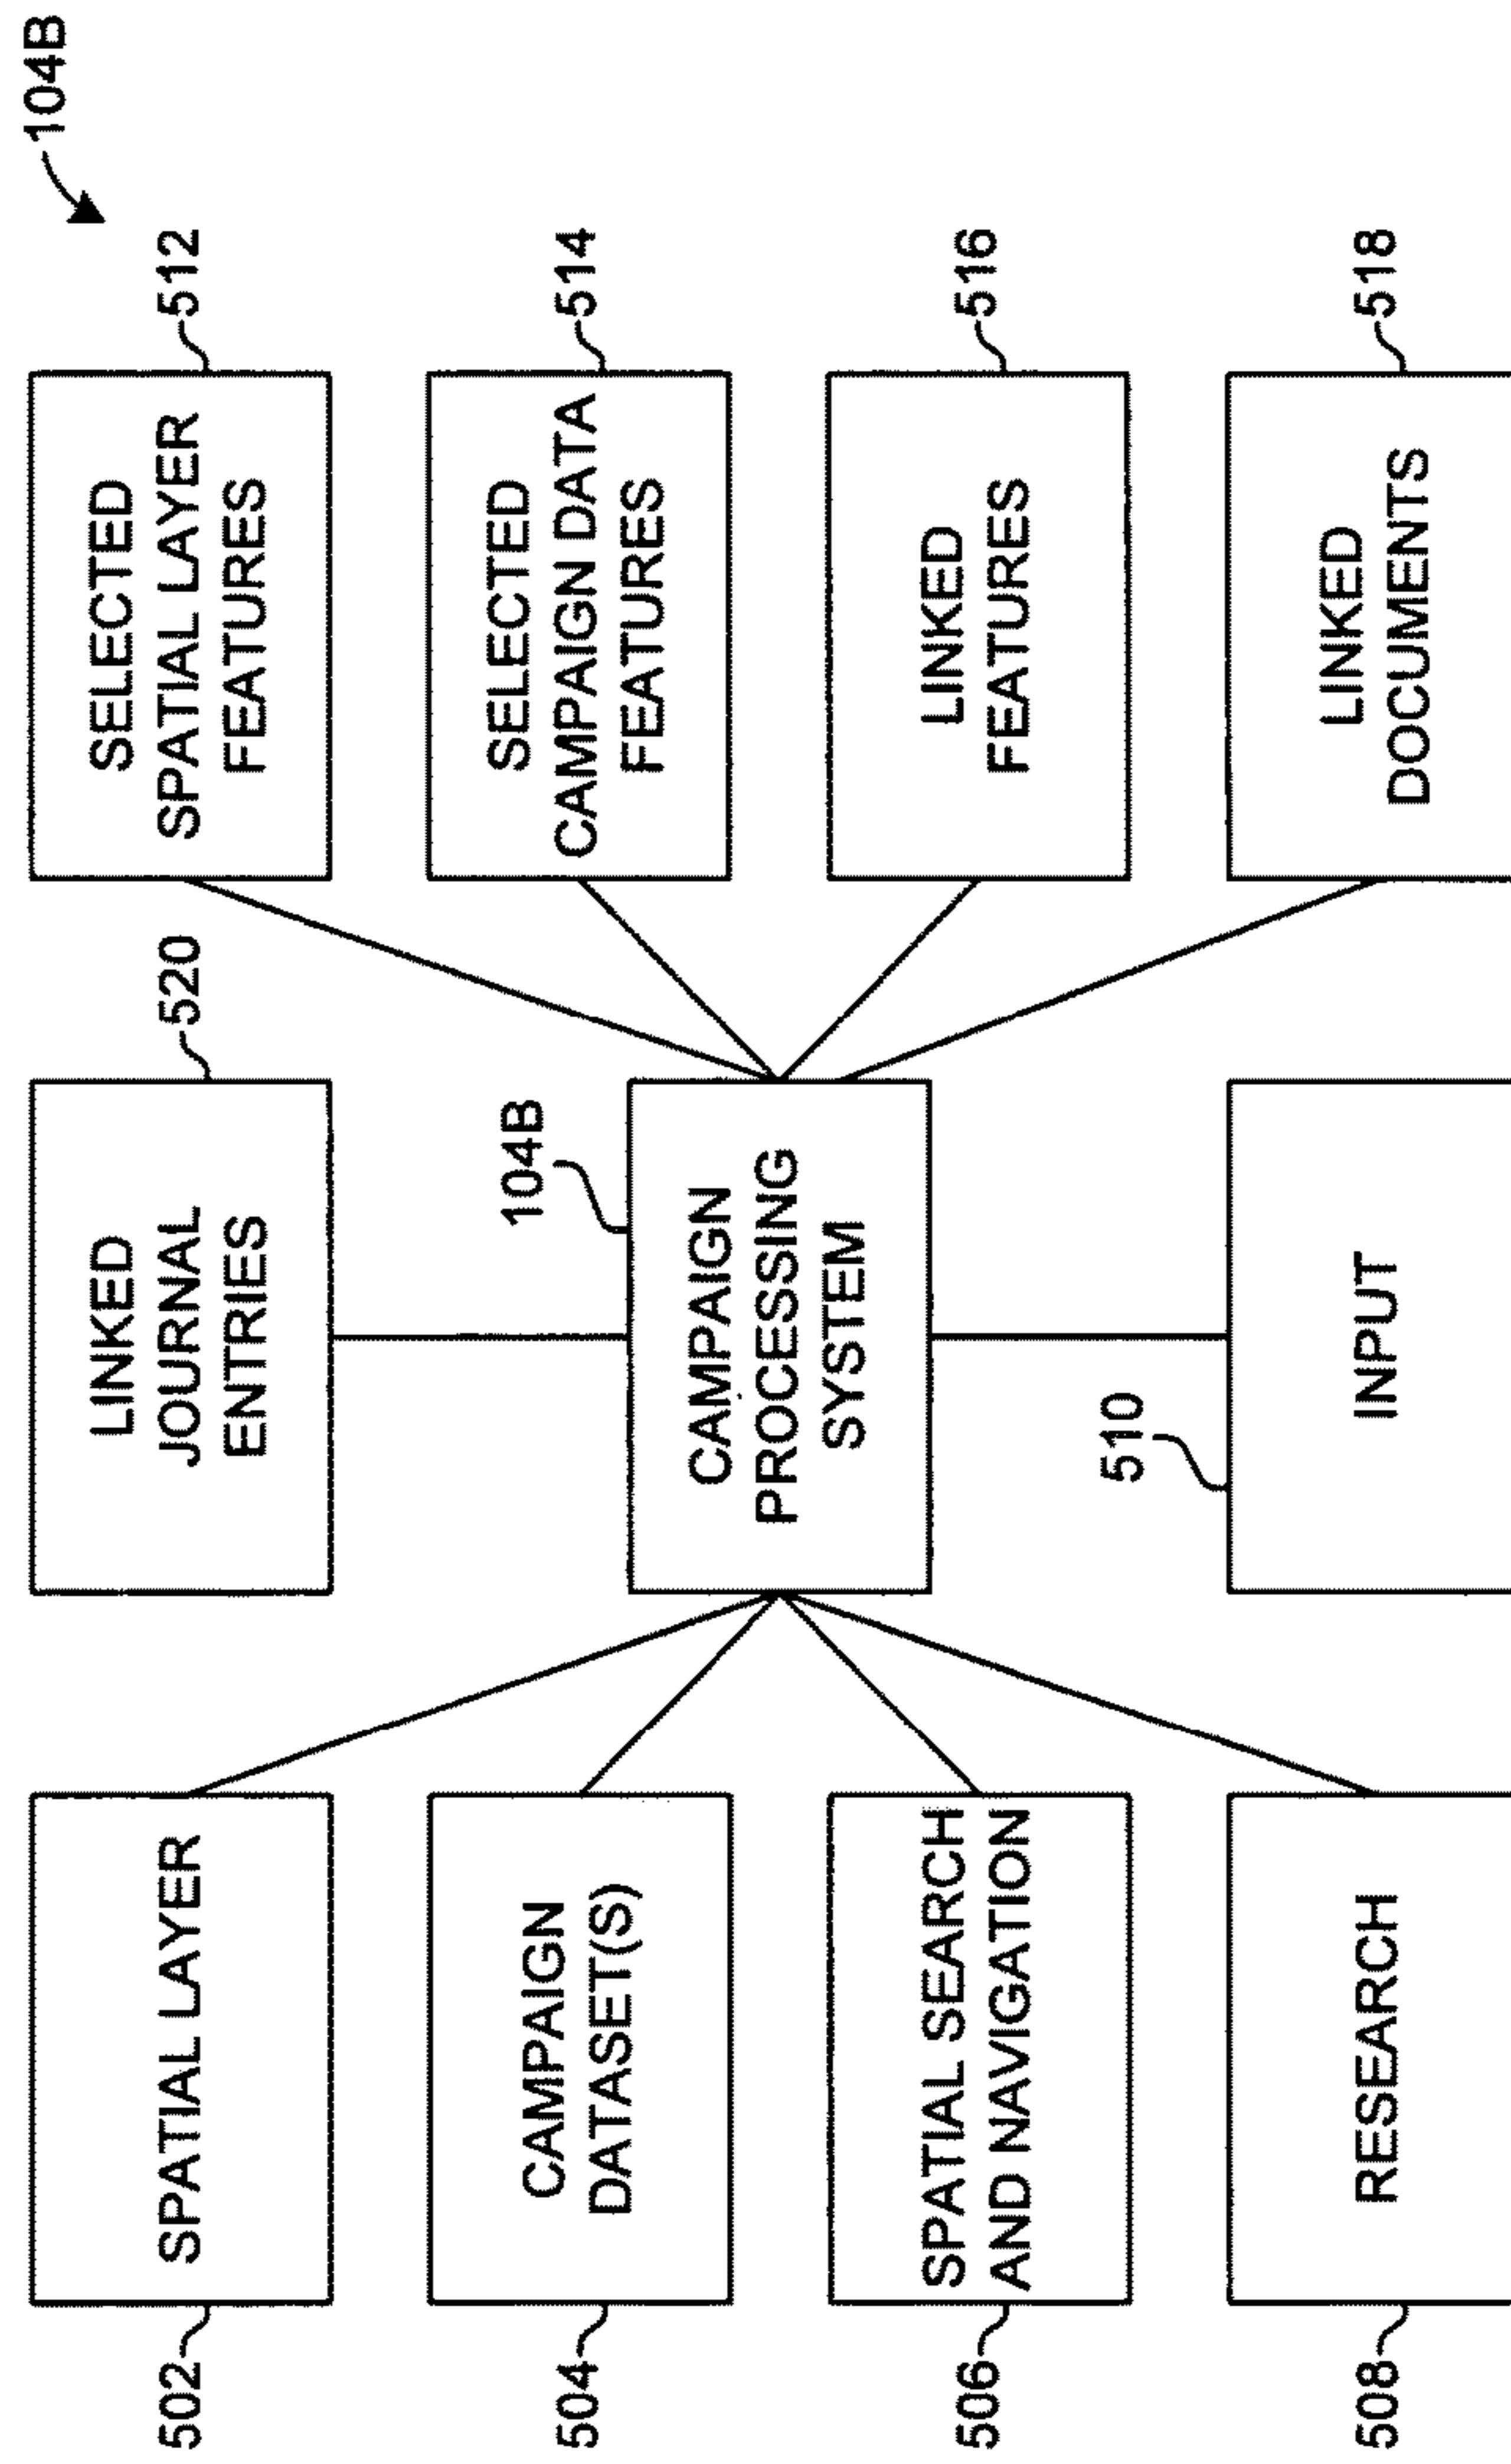 104B
502
SPATIAL LAYER
LINKED
JOURNAL
ENTRIES
520
SELECTED
SPATIAL LAYER
FEATURES
512
504
CAMPAIGN
DATASET(S)
SELECTED
CAMPAIGN DATA
FEATURES
514
104B
CAMPAIGN
PROCESSING
SYSTEM
506
SPATIAL SEARCH
AND NAVIGATION
LINKED
FEATURES
516
510
508
RESEARCH
INPUT
LINKED
DOCUMENTS
518